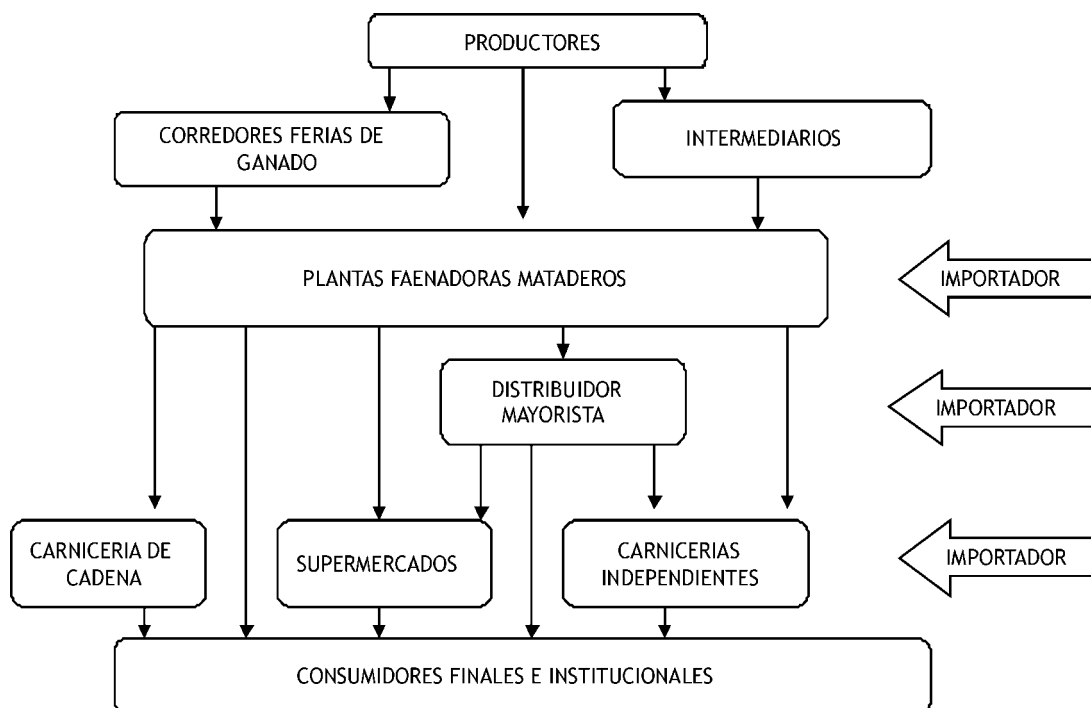 PRODUCTORES
CORREDORES FERIAS DE
GANADO
INTERMEDIARIOS
PLANTAS FAENADORAS MATADEROS
IMPORTADOR
DISTRIBUIDOR
MAYORISTA
IMPORTADOR
CARNICERIA DE
CADENA
SUPERMERCADOS
CARNICERIAS
INDEPENDIENTES
IMPORTADOR
CONSUMIDORES FINALES E INSTITUCIONALES